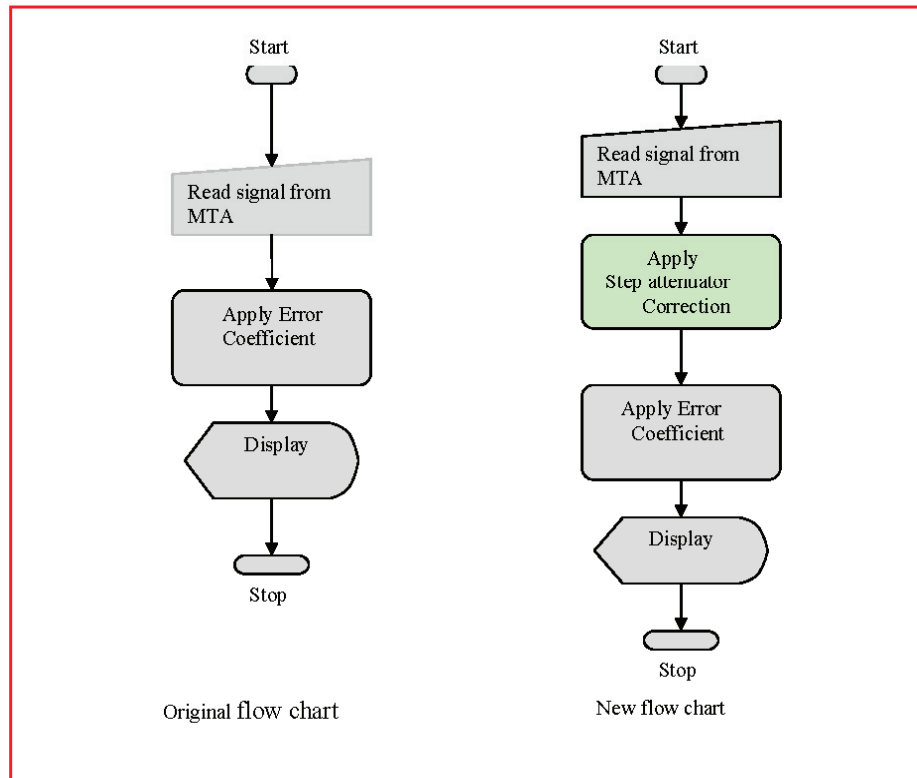 Start
Read signal from
MTA
Apply Error
Coefficient
Display
Stop
Original flow chart
Start
Read signal from
MTA
Apply
Step attenuator
Correction
Apply Error
Coefficient
Display
Stop
New flow chart